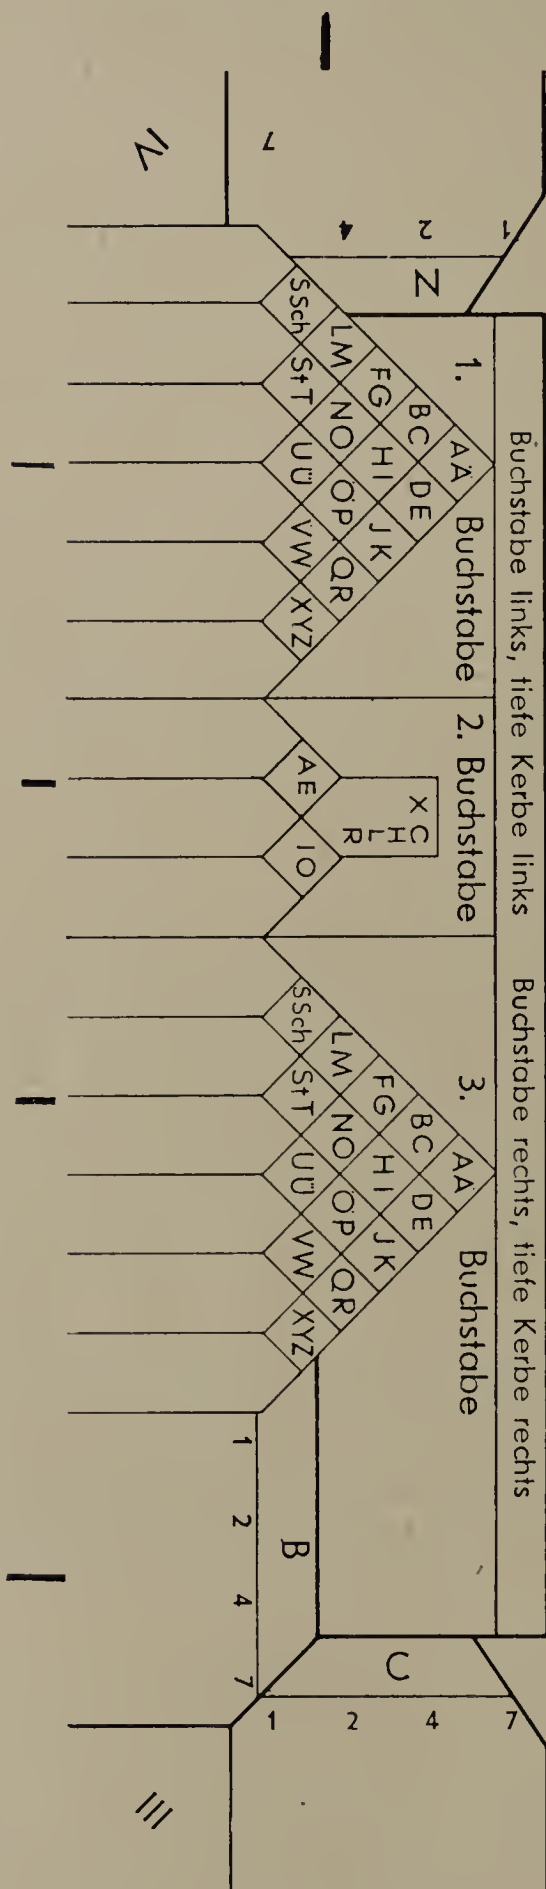 Buchstabe links, tiefe Kerbe links Buchstabe rechts, tiefe Kerbe rechts
1. Buchstabe
AÄ
BC DE
FG HI JK
LM NO ÖP QR
SSch StT UÜ VW XYZ
2. Buchstabe
X C
H
L
R
AE IO
3. Buchstabe
AÄ
BC DE
FG HI JK
LM NO ÖP QR
SSch StT UÜ VW XYZ
N
1 2 4 7
B
1 2 4 7
C
1 2 4 7
III